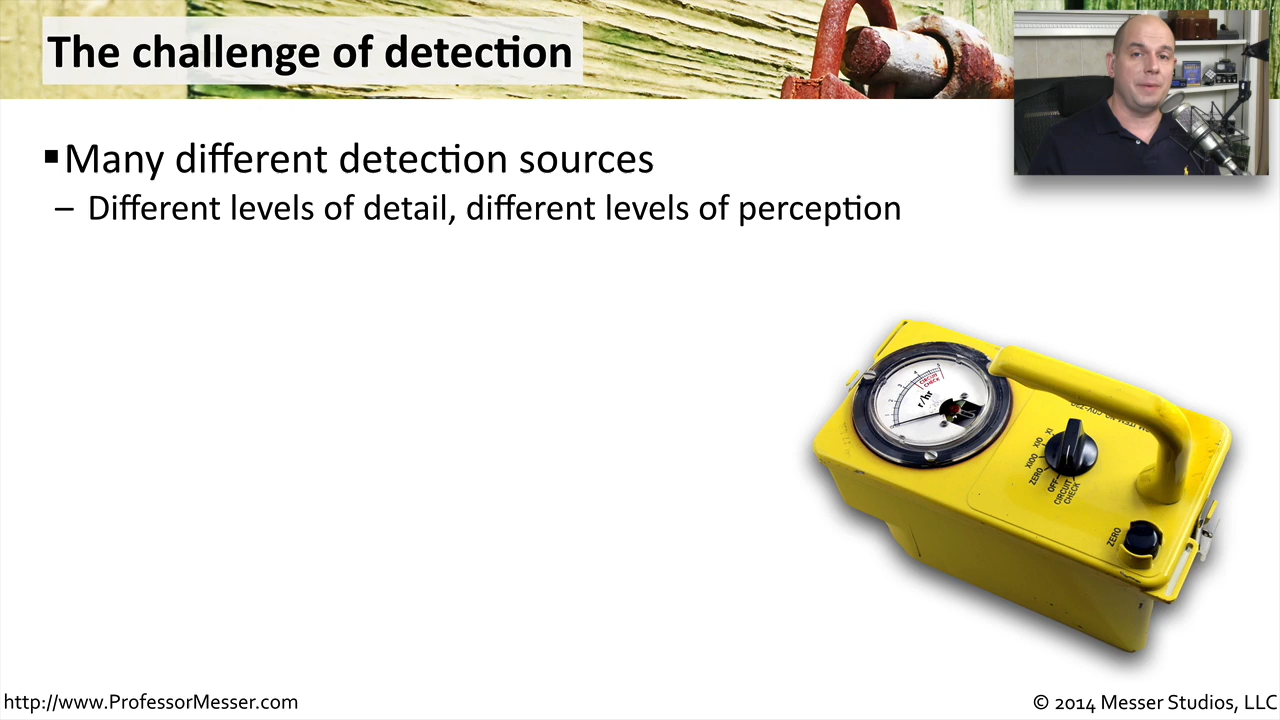 The challenge of detection
▪Many different detection sources
– Different levels of detail, different levels of perception
CIRCUIT
CHECK
r/hr
X1
X10
X100
ZERO
OFF
CIRCUIT
CHECK
ZERO
http://www.ProfessorMesser.com
© 2014 Messer Studios, LLC